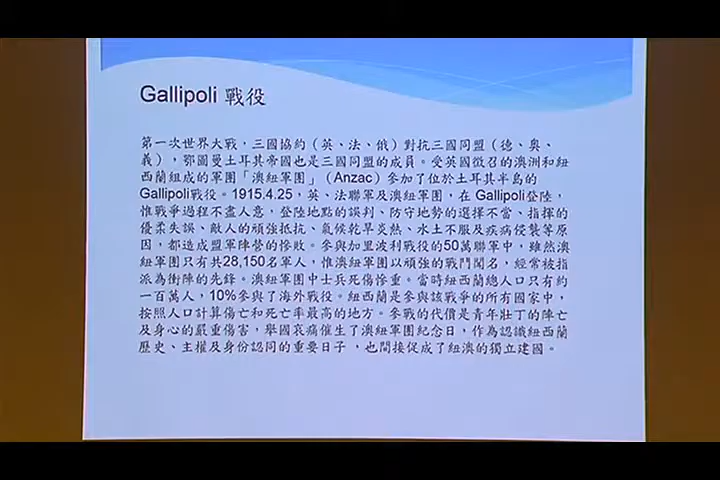 Gallipoli 戰役
第一次世界大戰，三國協約（英、法、俄）對抗三國同盟（德、奧、
義），鄂圖曼土耳其帝國也是三國同盟的成員。受英國徵召的澳洲和紐
西蘭組成的軍團「澳紐軍團」（Anzac）參加了位於土耳其半島的
Gallipoli戰役。1915.4.25，英、法聯軍及澳紐軍團，在 Gallipoli登陸，
惟戰爭過程不盡人意，登陸地點的誤判、防守地勢的選擇不當、指揮的
優柔失誤、敵人的頑強抵抗、氣候乾旱炎熱、水土不服及疾病侵襲等原
因，都造成盟軍陣營的慘敗。參與加里波利戰役的50萬聯軍中，雖然澳
紐軍團只有共28,150名軍人，惟澳紐軍團以頑強的戰鬥聞名，經常被指
派為衝陣的先鋒。澳紐軍團中士兵死傷慘重。當時紐西蘭總人口只有約
一百萬人，10%參與了海外戰役。紐西蘭是參與該戰爭的所有國家中，
按照人口計算傷亡和死亡率最高的地方。參戰的代價是青年壯丁的陣亡
及身心的嚴重傷害，舉國哀痛催生了澳紐軍團紀念日，作為認識紐西蘭
歷史、主權及身份認同的重要日子，也間接促成了紐澳的獨立建國。